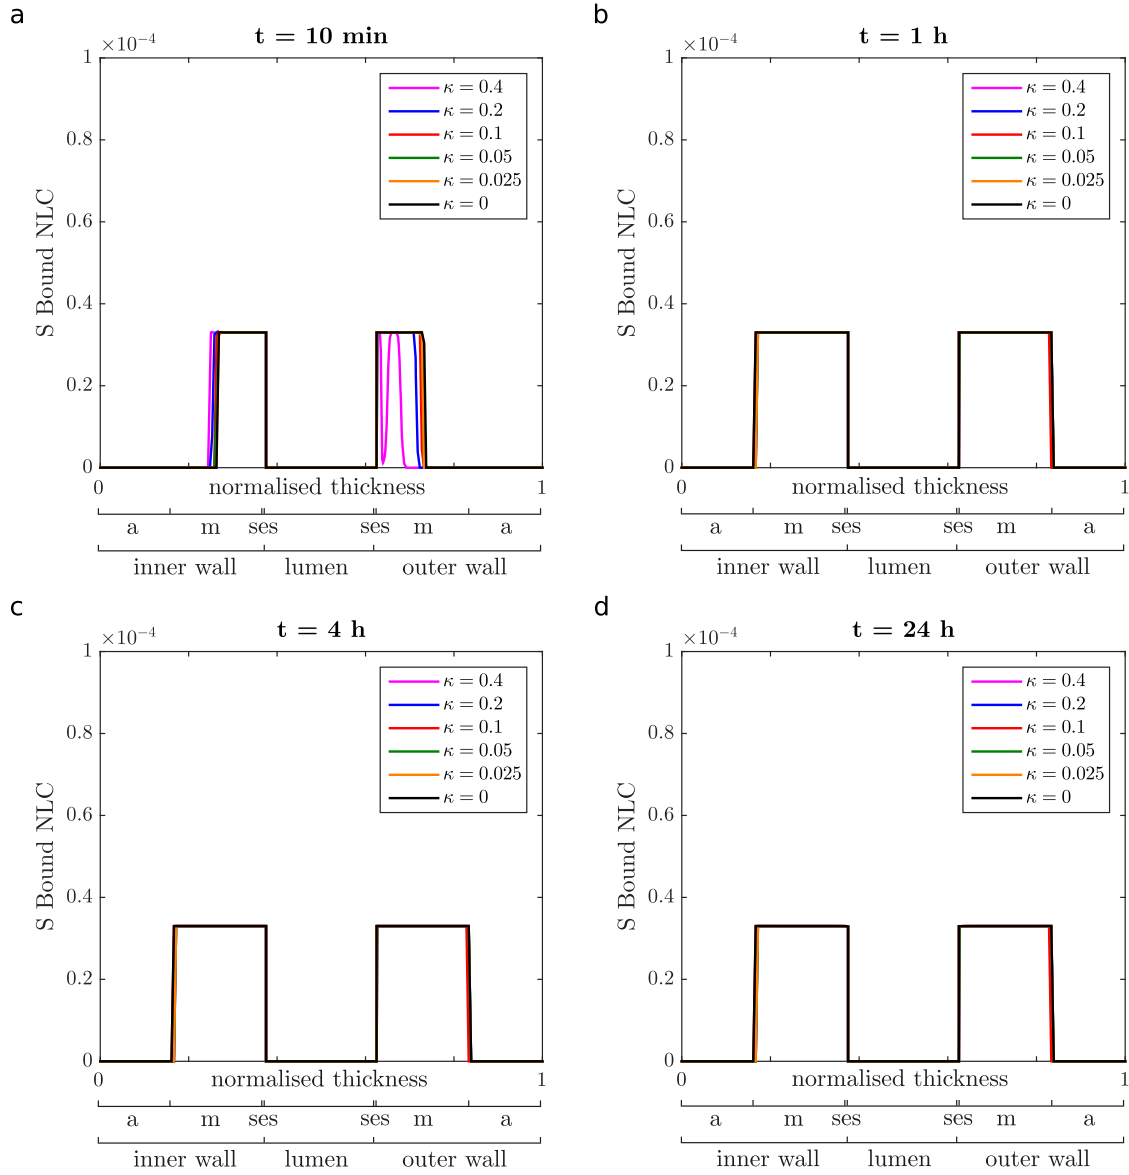 a
t = 10 min
×10⁻⁴
1
0.8
0.6
0.4
0.2
0
S Bound NLC
κ = 0.4
κ = 0.2
κ = 0.1
κ = 0.05
κ = 0.025
κ = 0
0 normalised thickness 1
a m ses ses m a
inner wall lumen outer wall
b
t = 1 h
×10⁻⁴
1
0.8
0.6
0.4
0.2
0
S Bound NLC
κ = 0.4
κ = 0.2
κ = 0.1
κ = 0.05
κ = 0.025
κ = 0
0 normalised thickness 1
a m ses ses m a
inner wall lumen outer wall
c
t = 4 h
×10⁻⁴
1
0.8
0.6
0.4
0.2
0
S Bound NLC
κ = 0.4
κ = 0.2
κ = 0.1
κ = 0.05
κ = 0.025
κ = 0
0 normalised thickness 1
a m ses ses m a
inner wall lumen outer wall
d
t = 24 h
×10⁻⁴
1
0.8
0.6
0.4
0.2
0
S Bound NLC
κ = 0.4
κ = 0.2
κ = 0.1
κ = 0.05
κ = 0.025
κ = 0
0 normalised thickness 1
a m ses ses m a
inner wall lumen outer wall